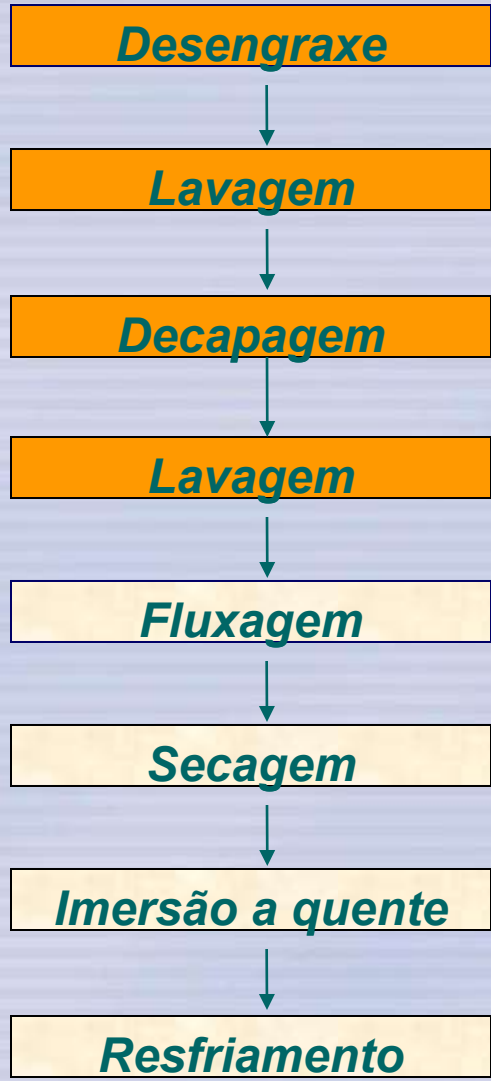 Desengraxe
Lavagem
Decapagem
Lavagem
Fluxagem
Secagem
Imersão a quente
Resfriamento